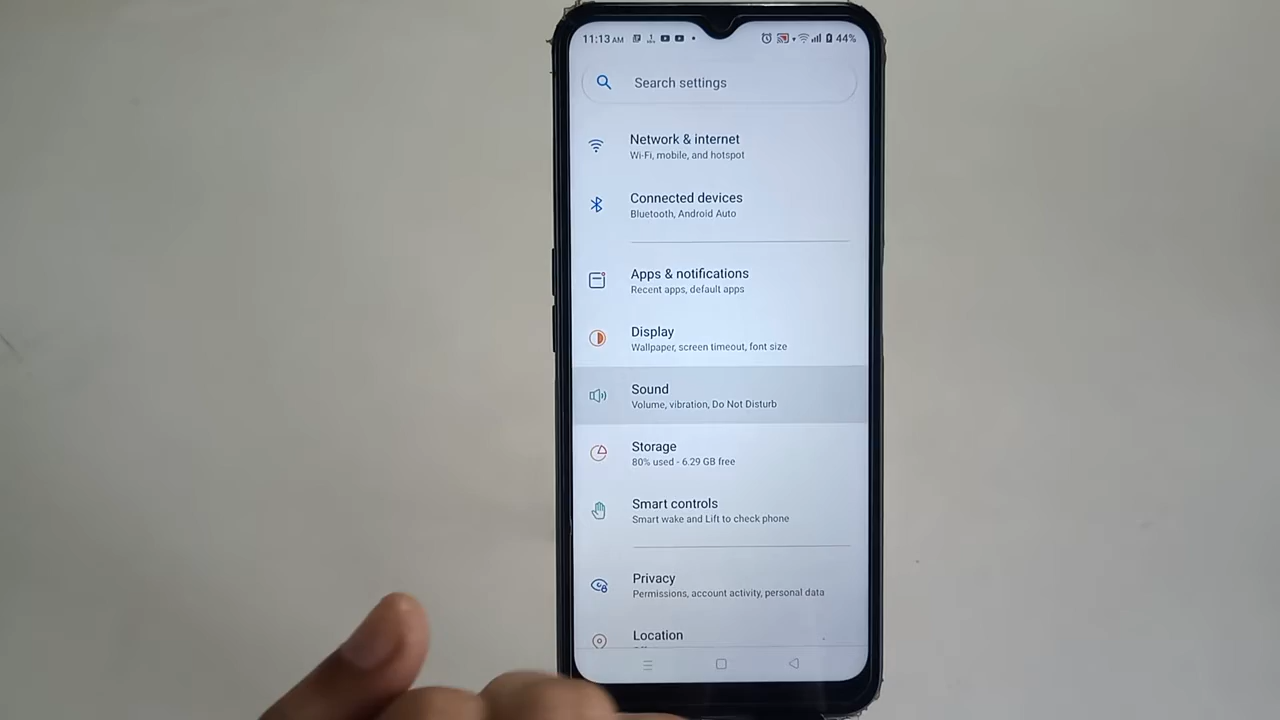 11:13 AM 44%
Search settings
Network & internet
Wi-Fi, mobile, and hotspot
Connected devices
Bluetooth, Android Auto
Apps & notifications
Recent apps, default apps
Display
Wallpaper, screen timeout, font size
Sound
Volume, vibration, Do Not Disturb
Storage
80% used - 6.29 GB free
Smart controls
Smart wake and Lift to check phone
Privacy
Permissions, account activity, personal data
Location